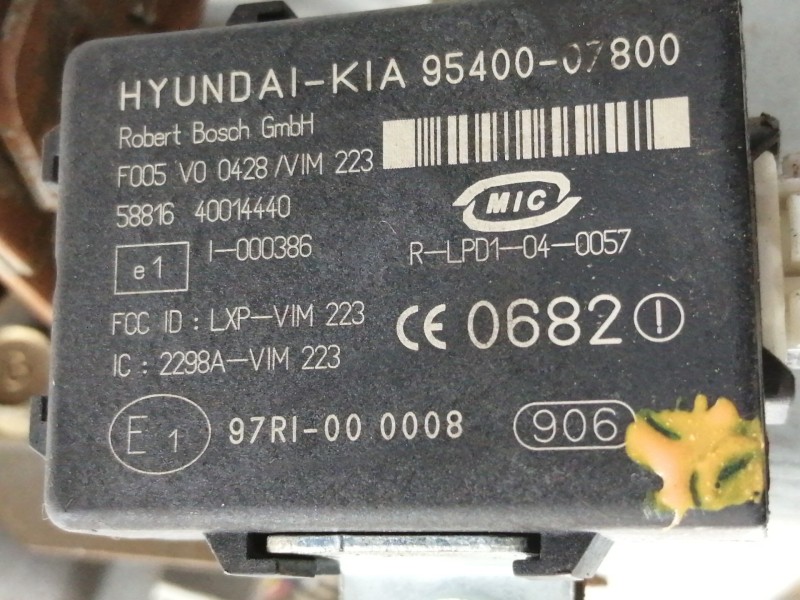 HYUNDAI-KIA 95400-07800
Robert Bosch GmbH
F005 V0 0428/VIM 223
58816 40014440
MIC
e1
I-000386
R-LPD1-04-0057
FCC ID : LXP-VIM 223
IC : 2298A-VIM 223
CE 0682
E1
97RI-00 0008
906